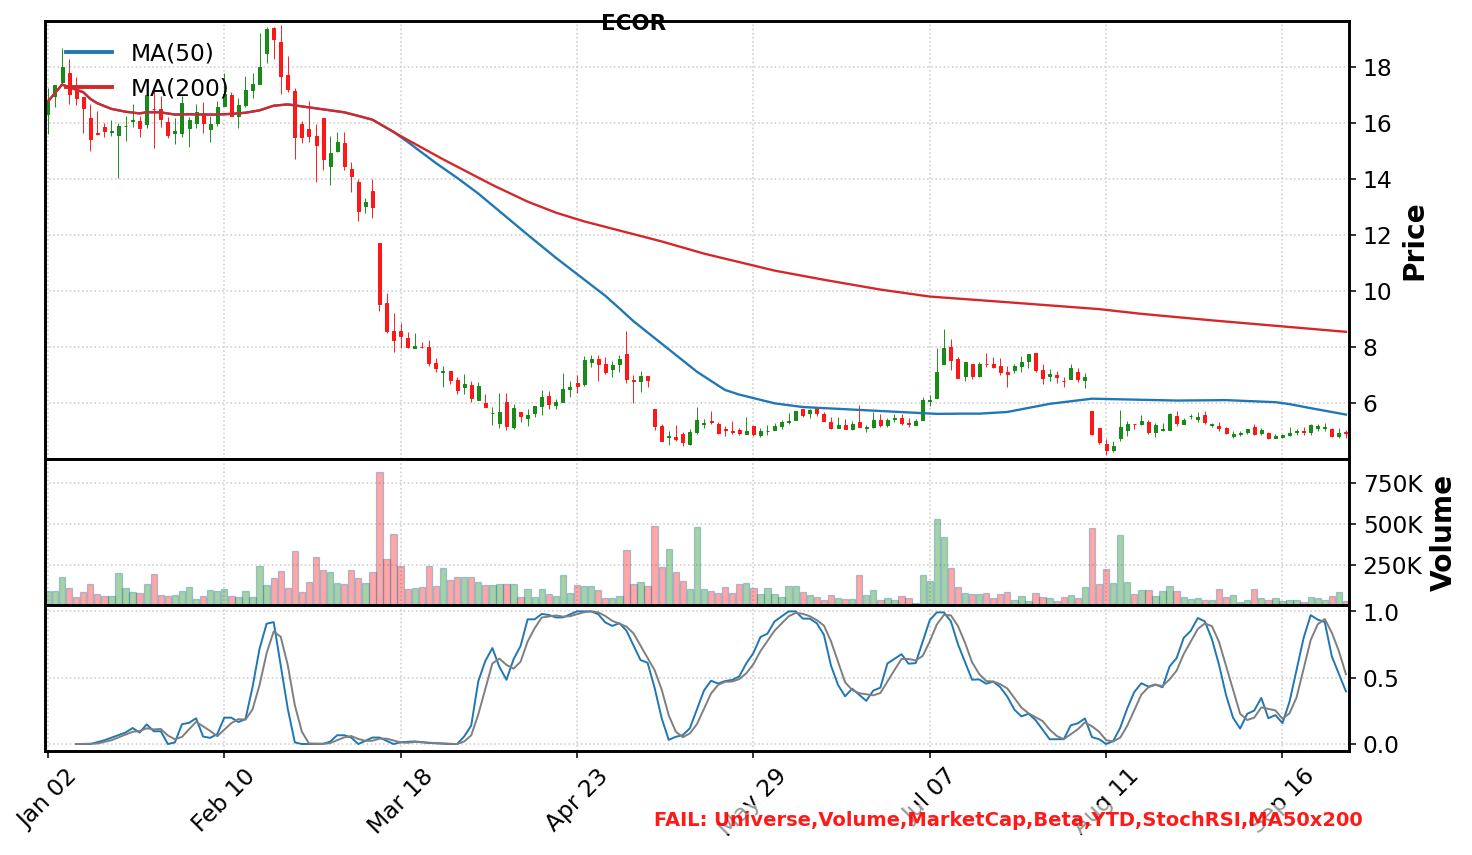 ECOR
MA(50)
MA(200)
18
16
14
12
10
8
6
Price
750K
500K
250K
Volume
1.0
0.5
0.0
Jan 02
Feb 10
Mar 18
Apr 23
May 29
Jul 07
Aug 11
Sep 16
FAIL: Universe,Volume,MarketCap,Beta,YTD,StochRSI,MA50x200